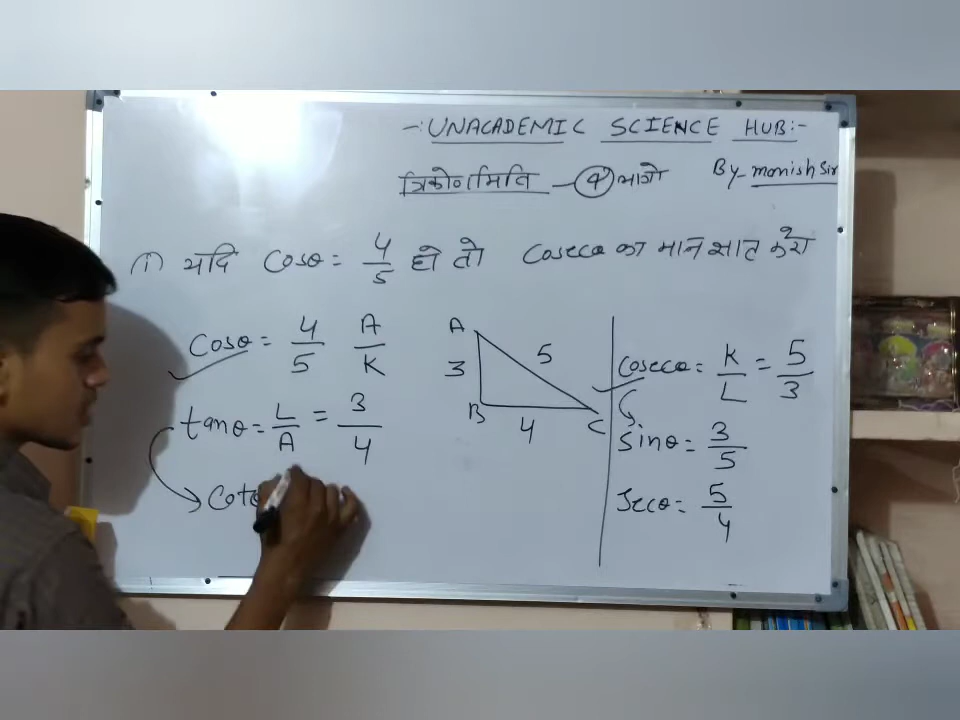 -: UNACADEMIC SCIENCE HUB:-
त्रिकोणमिति - ④ भागो By - monish Sir
(i) यदि Cosθ = 4/5 हो तो Cosecθ का मान ज्ञात करो
Cosθ = 4/5 A/K
tanθ = L/A = 3/4
Cotθ
A
3 5
B 4 C
Cosecθ = K/L = 5/3
Sinθ = 3/5
Secθ = 5/4